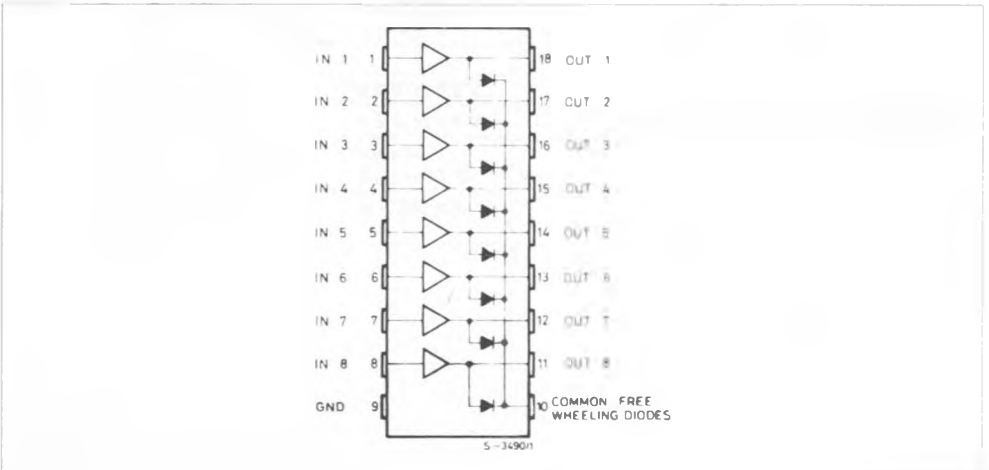 IN 1 1 18 OUT 1
IN 2 2 17 OUT 2
IN 3 3 16 OUT 3
IN 4 4 15 OUT 4
IN 5 5 14 OUT 5
IN 6 6 13 OUT 6
IN 7 7 12 OUT 7
IN 8 8 11 OUT 8
GND 9 10 COMMON FREE
WHEELING DIODES
S-3490/1